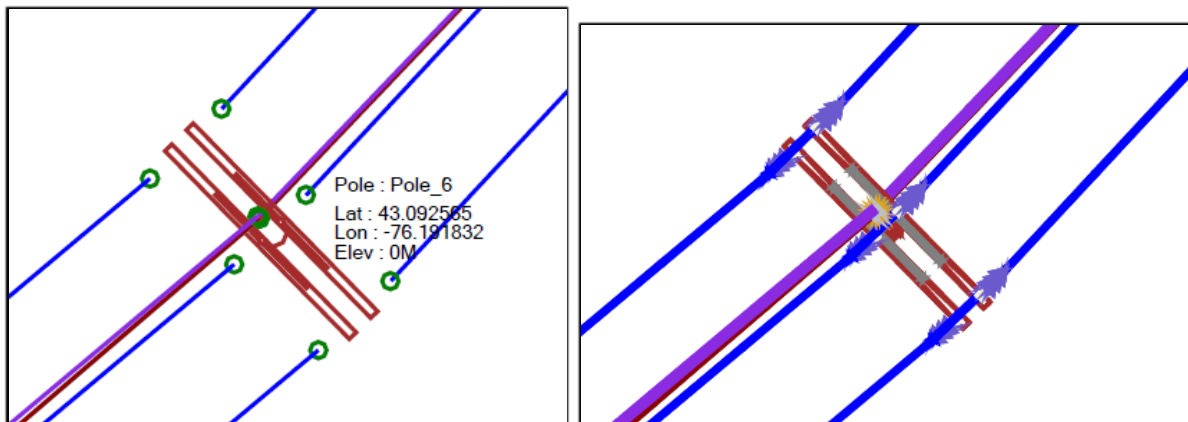 Pole : Pole_6
Lat : 43.092565
Lon : -76.191832
Elev : 0M